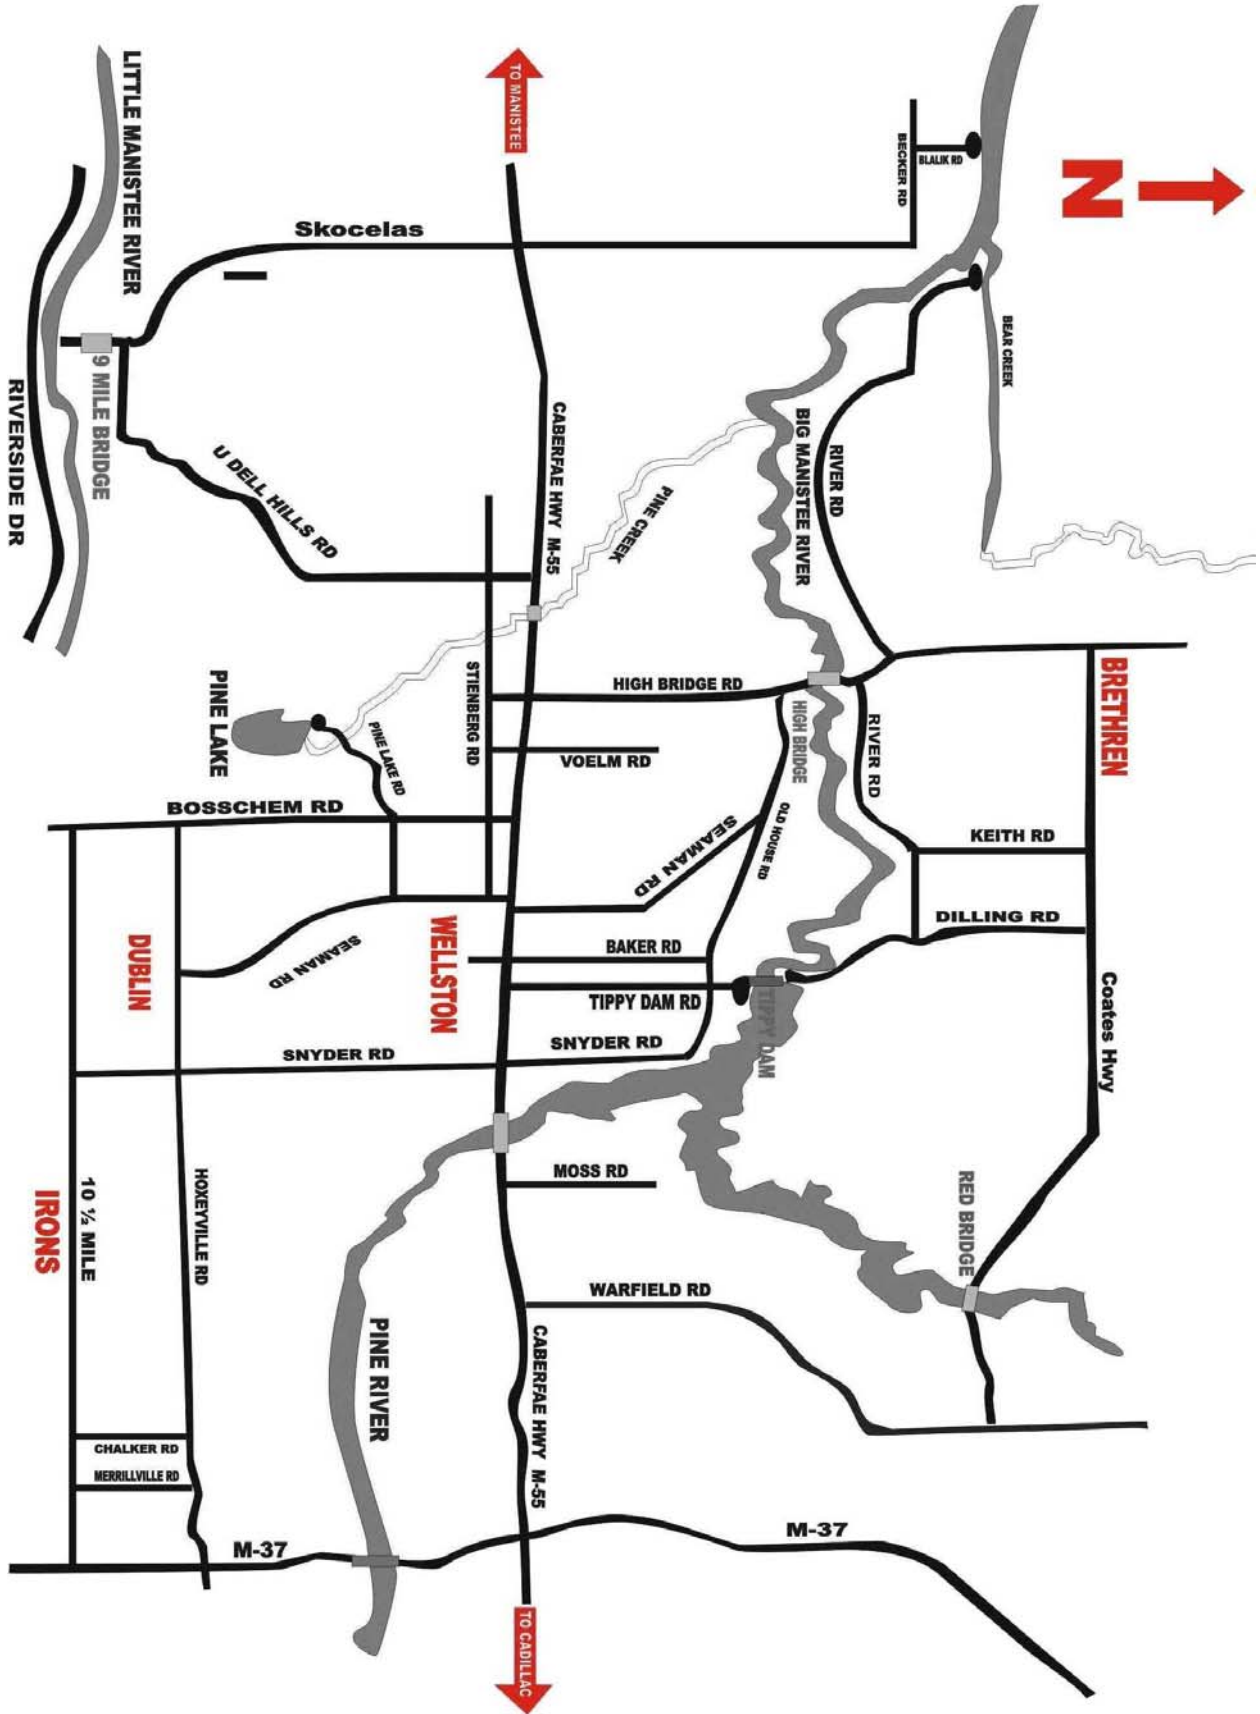 N
BLALIK RD
BECKER RD
BEAR CREEK
TO MANISTEE
Skocelas
LITTLE MANISTEE RIVER
9 MILE BRIDGE
RIVERSIDE DR
U DELL HILLS RD
CABERFAE HWY M-55
PINE CREEK
BIG MANISTEE RIVER
RIVER RD
BRETHREN
HIGH BRIDGE RD
HIGH BRIDGE
RIVER RD
STIENBERG RD
VOELM RD
PINE LAKE
PINE LAKE RD
BOSSCHEM RD
SEAMAN RD
OLD HOUSE RD
KEITH RD
DILLING RD
Coates Hwy
BAKER RD
TIPPY DAM RD
TIPPY DAM
WELLSTON
SEAMAN RD
DUBLIN
SNYDER RD
SNYDER RD
MOSS RD
RED BRIDGE
WARFIELD RD
10 ½ MILE
IRONS
HOXEYVILLE RD
PINE RIVER
CABERFAE HWY M-55
CHALKER RD
MERRILLVILLE RD
M-37
M-37
TO CADILLAC